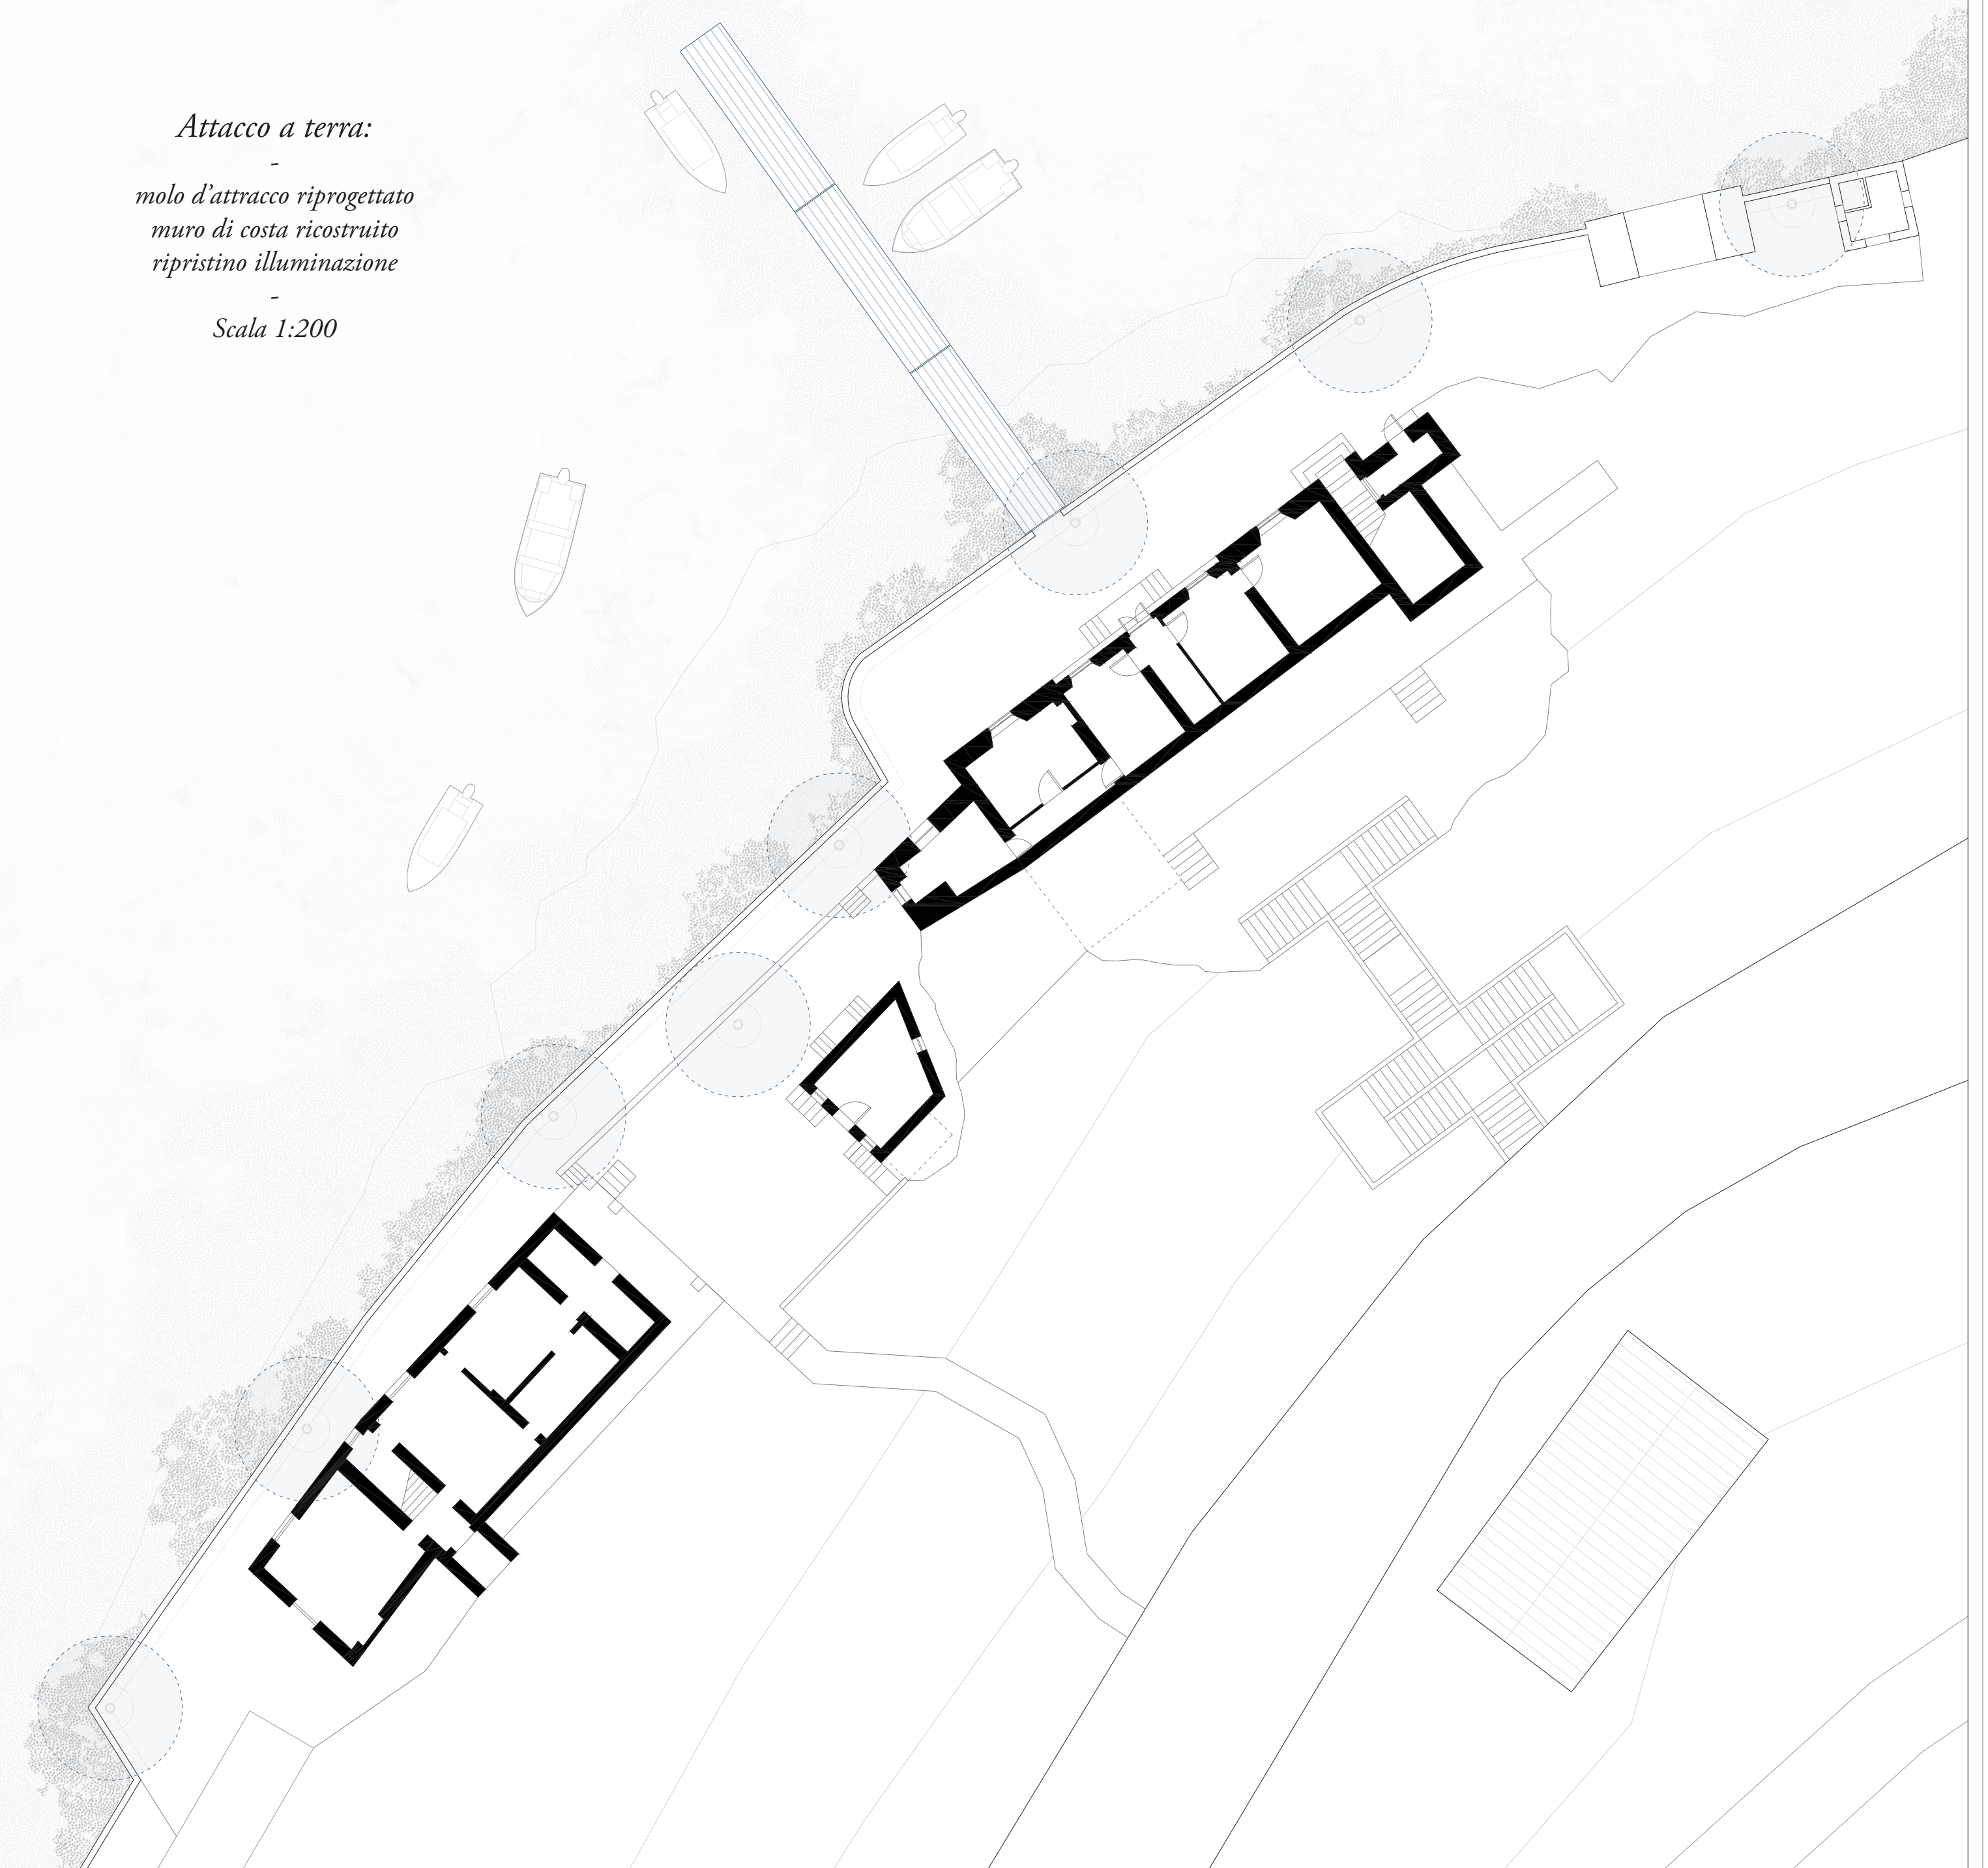 Attacco a terra:
-
molo d’attracco riprogettato
muro di costa ricostruito
ripristino illuminazione
-
Scala 1:200